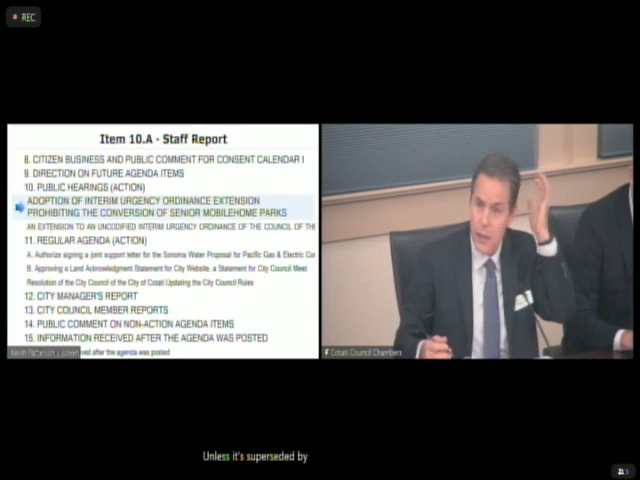 REC
Item 10.A - Staff Report
8. CITIZEN BUSINESS AND PUBLIC COMMENT FOR CONSENT CALENDAR I
9. DIRECTION ON FUTURE AGENDA ITEMS
10. PUBLIC HEARINGS (ACTION)
ADOPTION OF INTERIM URGENCY ORDINANCE EXTENSION
PROHIBITING THE CONVERSION OF SENIOR MOBILEHOME PARKS
AN EXTENSION TO AN UNCODIFIED INTERIM URGENCY ORDINANCE OF THE COUNCIL OF THE
11. REGULAR AGENDA (ACTION)
A. Authorize signing a joint support letter for the Sonoma Water Proposal for Pacific Gas & Electric Co
B. Approving a Land Acknowledgment Statement for City Website, a Statement for City Council Meet
Resolution of the City Council of the City of Cotati Updating the City Council Rules
12. CITY MANAGER'S REPORT
13. CITY COUNCIL MEMBER REPORTS
14. PUBLIC COMMENT ON NON-ACTION AGENDA ITEMS
15. INFORMATION RECEIVED AFTER THE AGENDA WAS POSTED
Kevin Patterson's screen
ved after the agenda was posted
Cotati Council Chambers
Unless it's superseded by